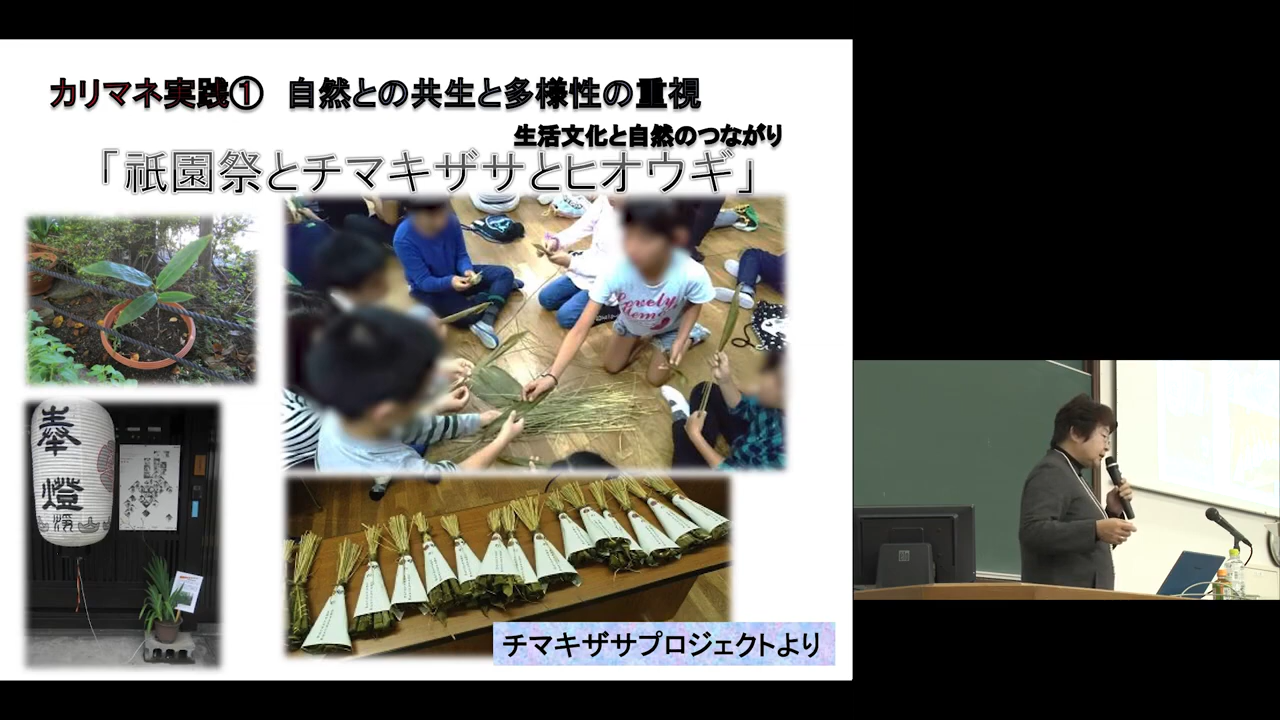 カリマネ実践① 自然との共生と多様性の重視
生活文化と自然のつながり
「祇園祭とチマキザサとヒオウギ」
Lovely
奉燈
チマキザサプロジェクトより